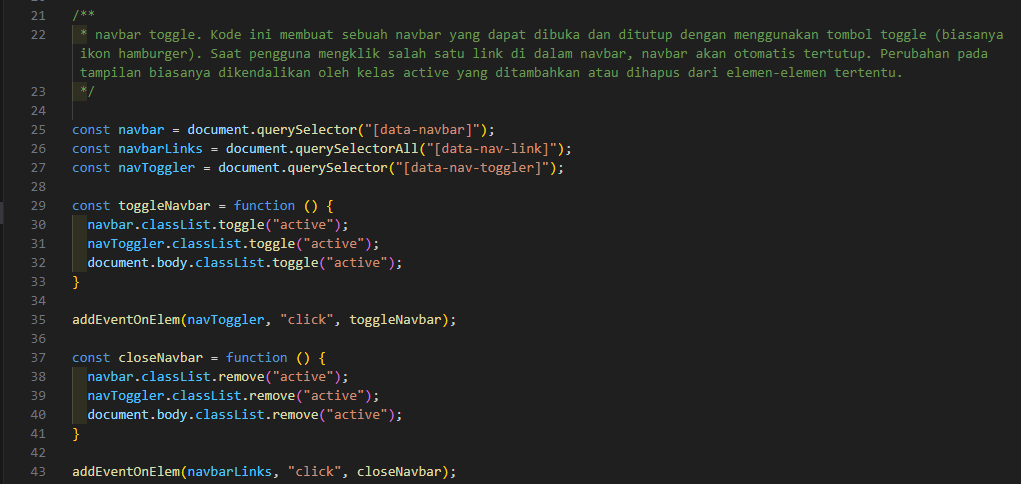 21 /**
22 * navbar toggle. Kode ini membuat sebuah navbar yang dapat dibuka dan ditutup dengan menggunakan tombol toggle (biasanya
ikon hamburger). Saat pengguna mengklik salah satu link di dalam navbar, navbar akan otomatis tertutup. Perubahan pada
tampilan biasanya dikendalikan oleh kelas active yang ditambahkan atau dihapus dari elemen-elemen tertentu.
23 */
24
25 const navbar = document.querySelector("[data-navbar]");
26 const navbarLinks = document.querySelectorAll("[data-nav-link]");
27 const navToggler = document.querySelector("[data-nav-toggler]");
28
29 const toggleNavbar = function () {
30 navbar.classList.toggle("active");
31 navToggler.classList.toggle("active");
32 document.body.classList.toggle("active");
33 }
34
35 addEventOnElem(navToggler, "click", toggleNavbar);
36
37 const closeNavbar = function () {
38 navbar.classList.remove("active");
39 navToggler.classList.remove("active");
40 document.body.classList.remove("active");
41 }
42
43 addEventOnElem(navbarLinks, "click", closeNavbar);